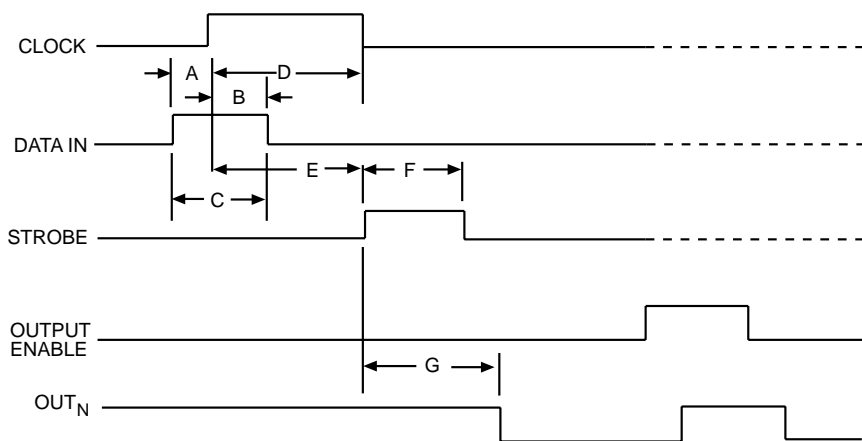 CLOCK
A
D
B
DATA IN
E
F
C
STROBE
OUTPUT
ENABLE
G
OUTN